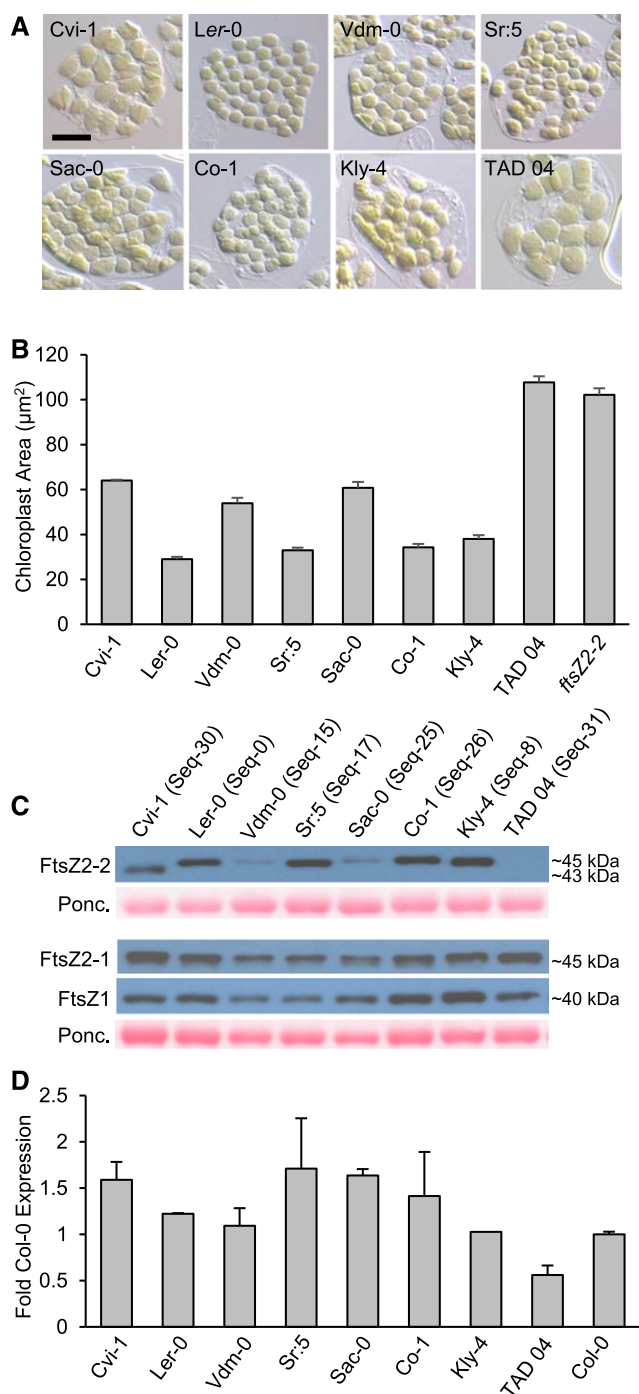 A
Cvi-1
Ler-0
Vdm-0
Sr:5
Sac-0
Co-1
Kly-4
TAD 04
B
Chloroplast Area (µm²)
120
100
80
60
40
20
0
Cvi-1
Ler-0
Vdm-0
Sr:5
Sac-0
Co-1
Kly-4
TAD 04
ftsZ2-2
C
Cvi-1 (Seq-30)
Ler-0 (Seq-0)
Vdm-0 (Seq-15)
Sr:5 (Seq-17)
Sac-0 (Seq-25)
Co-1 (Seq-26)
Kly-4 (Seq-8)
TAD 04 (Seq-31)
FtsZ2-2
~45 kDa
~43 kDa
Ponc.
FtsZ2-1
~45 kDa
FtsZ1
~40 kDa
Ponc.
D
Fold Col-0 Expression
2.5
2
1.5
1
0.5
0
Cvi-1
Ler-0
Vdm-0
Sr:5
Sac-0
Co-1
Kly-4
TAD 04
Col-0